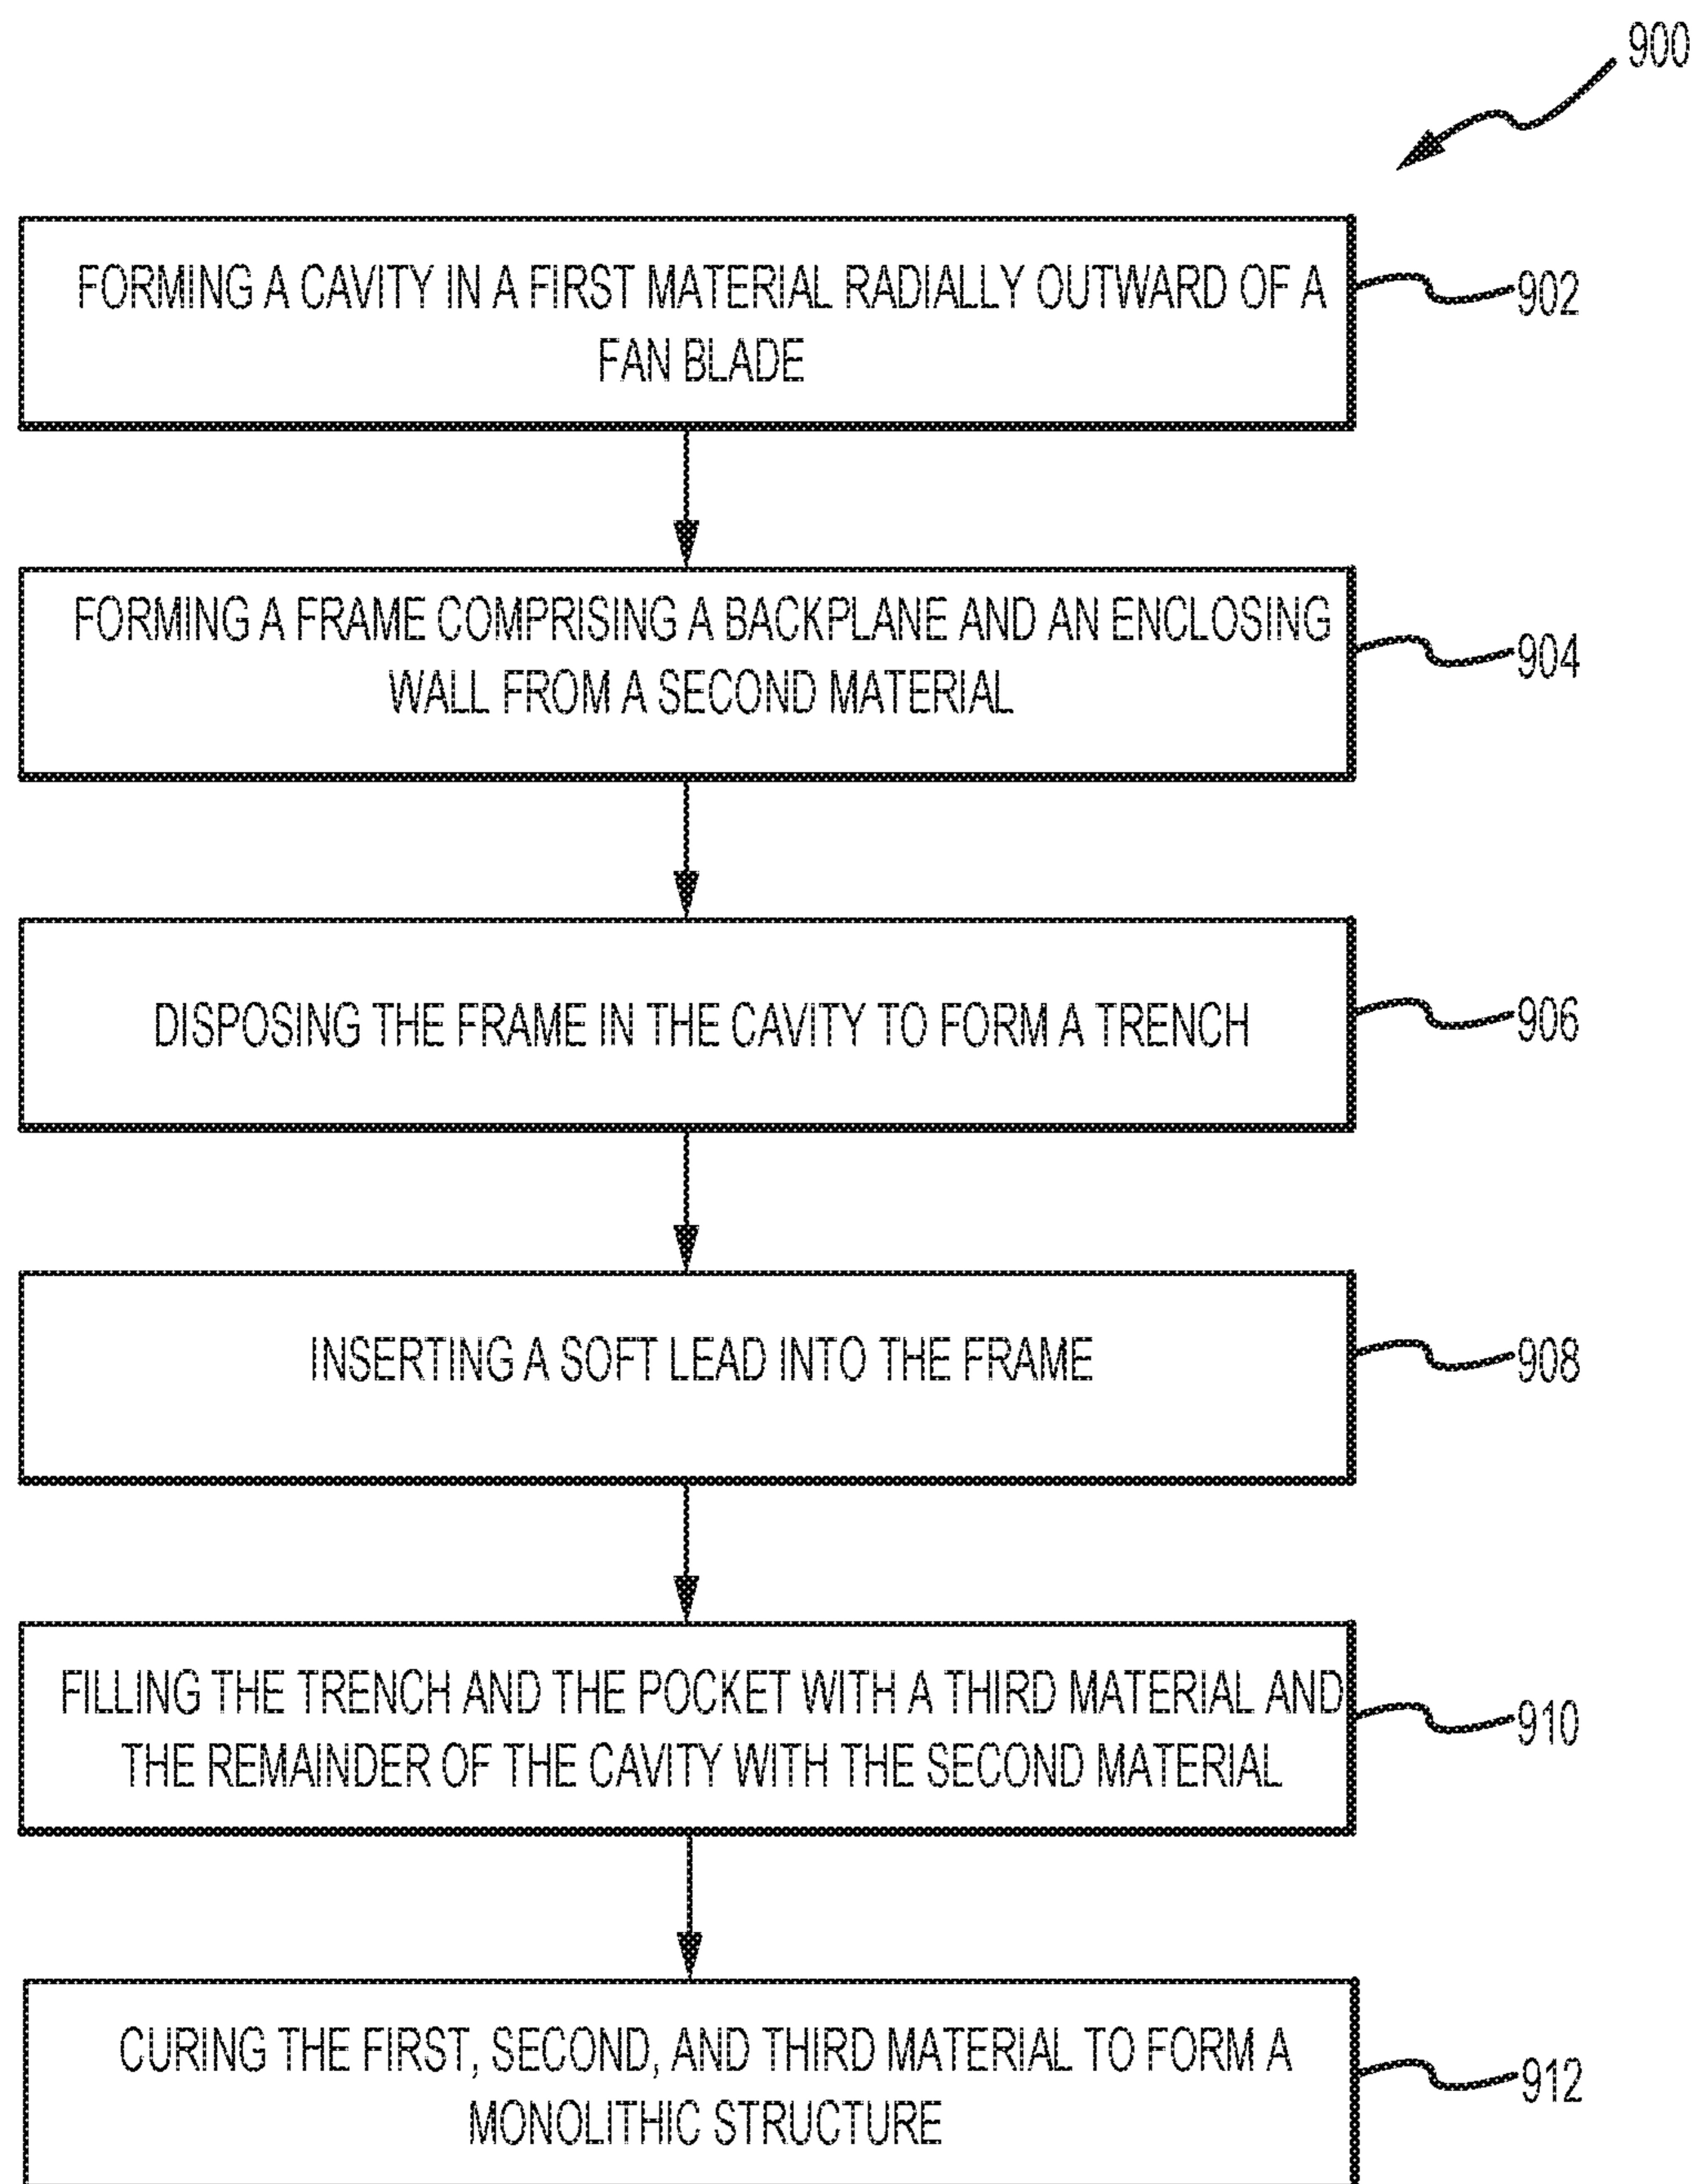 900
FORMING A CAVITY IN A FIRST MATERIAL RADIALLY OUTWARD OF A
FAN BLADE
902
FORMING A FRAME COMPRISING A BACKPLANE AND AN ENCLOSING
WALL FROM A SECOND MATERIAL
904
DISPOSING THE FRAME IN THE CAVITY TO FORM A TRENCH
906
INSERTING A SOFT LEAD INTO THE FRAME
908
FILLING THE TRENCH AND THE POCKET WITH A THIRD MATERIAL AND
THE REMAINDER OF THE CAVITY WITH THE SECOND MATERIAL
910
CURING THE FIRST, SECOND, AND THIRD MATERIAL TO FORM A
MONOLITHIC STRUCTURE
912